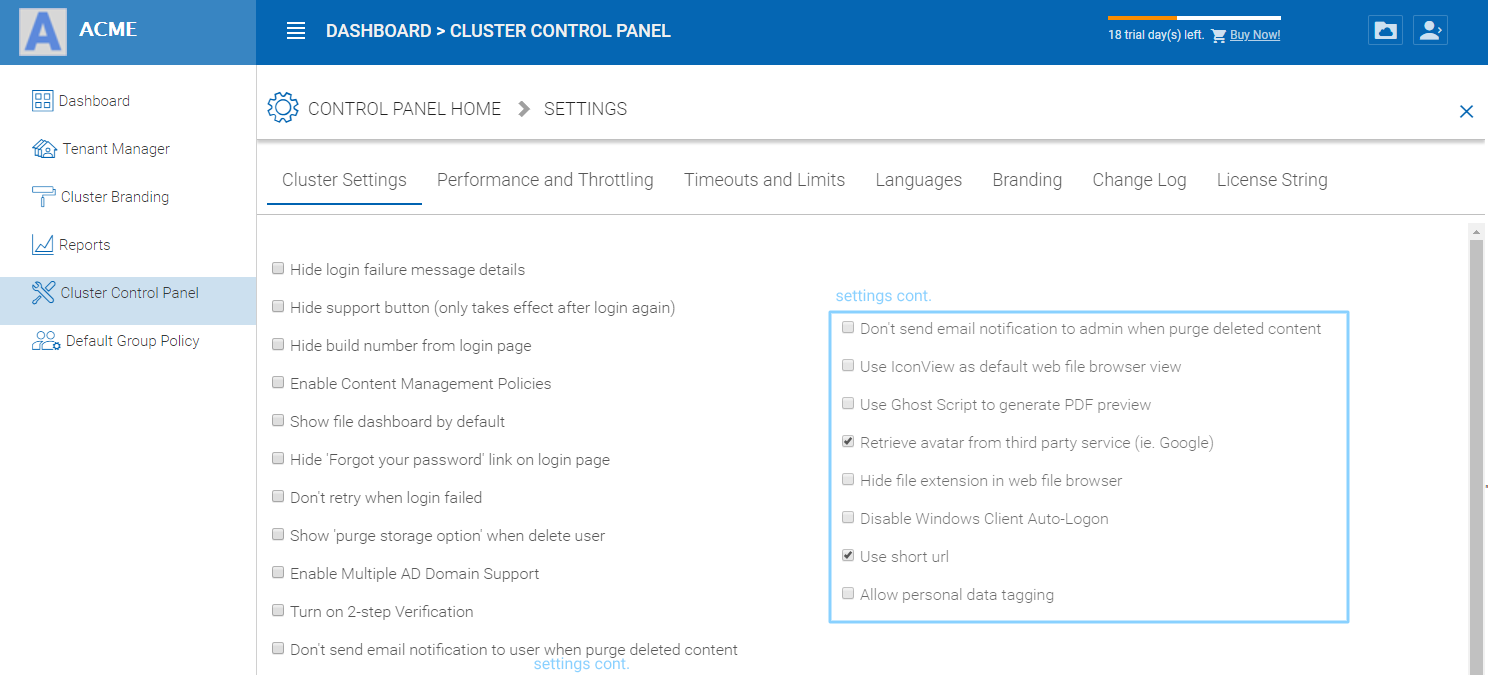 A ACME
DASHBOARD > CLUSTER CONTROL PANEL
18 trial day(s) left. Buy Now!
Dashboard
Tenant Manager
Cluster Branding
Reports
Cluster Control Panel
Default Group Policy
CONTROL PANEL HOME SETTINGS
Cluster Settings Performance and Throttling Timeouts and Limits Languages Branding Change Log License String
Hide login failure message details
Hide support button (only takes effect after login again)
Hide build number from login page
Enable Content Management Policies
Show file dashboard by default
Hide 'Forgot your password' link on login page
Don't retry when login failed
Show 'purge storage option' when delete user
Enable Multiple AD Domain Support
Turn on 2-step Verification
Don't send email notification to user when purge deleted content
settings cont.
settings cont.
Don't send email notification to admin when purge deleted content
Use IconView as default web file browser view
Use Ghost Script to generate PDF preview
Retrieve avatar from third party service (ie. Google)
Hide file extension in web file browser
Disable Windows Client Auto-Logon
Use short url
Allow personal data tagging